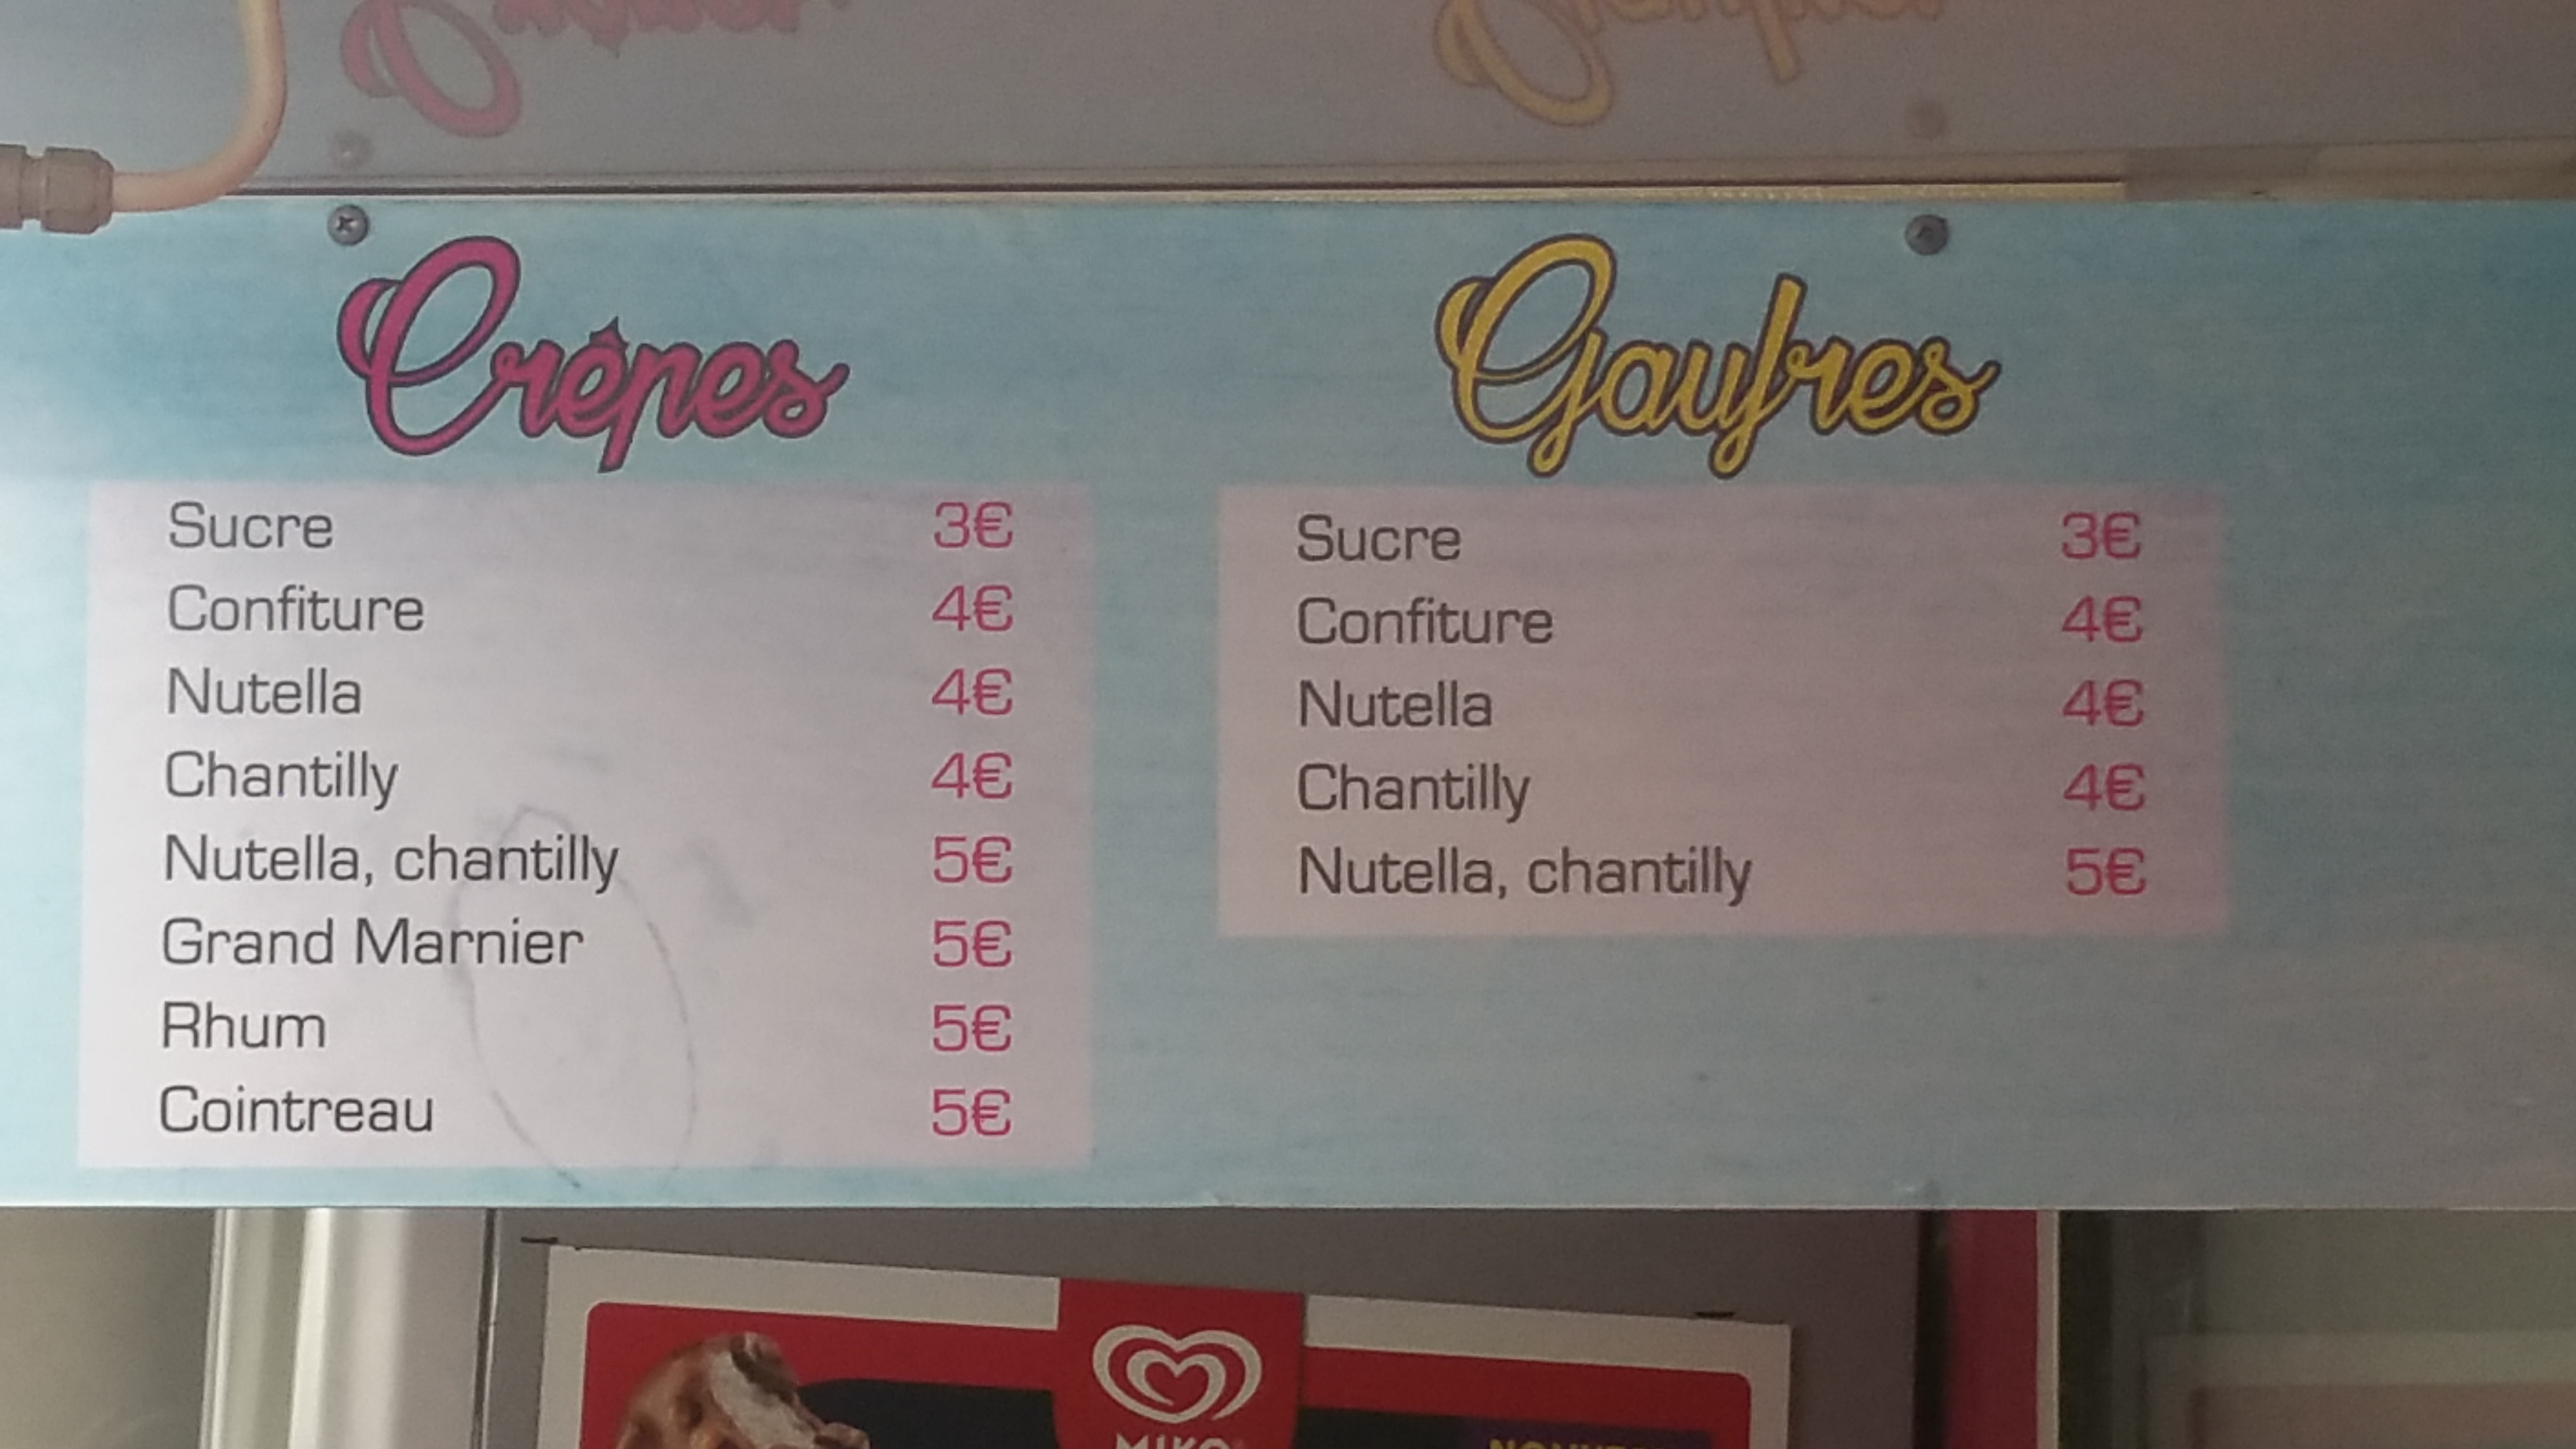 Crêpes
Sucre 3€
Confiture 4€
Nutella 4€
Chantilly 4€
Nutella, chantilly 5€
Grand Marnier 5€
Rhum 5€
Cointreau 5€
Gaufres
Sucre 3€
Confiture 4€
Nutella 4€
Chantilly 4€
Nutella, chantilly 5€
MIKO